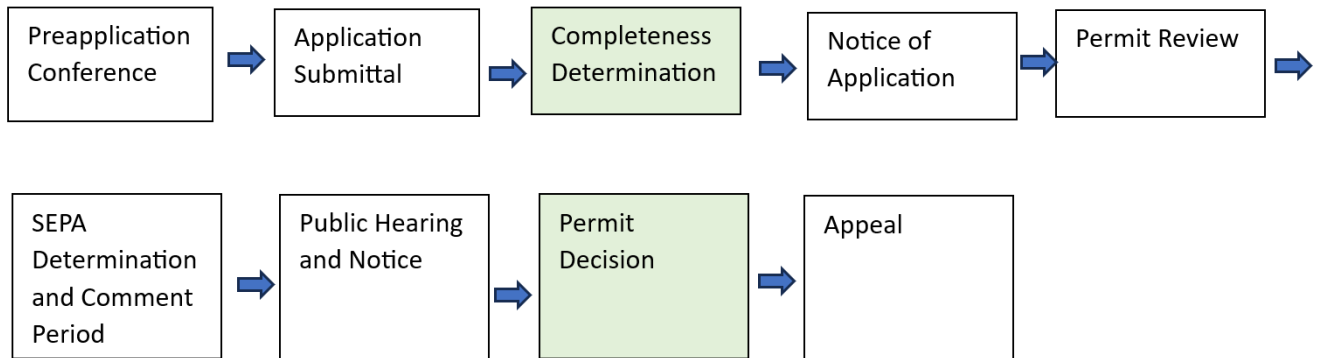 Preapplication
Conference
Application
Submittal
Completeness
Determination
Notice of
Application
Permit Review
SEPA
Determination
and Comment
Period
Public Hearing
and Notice
Permit
Decision
Appeal